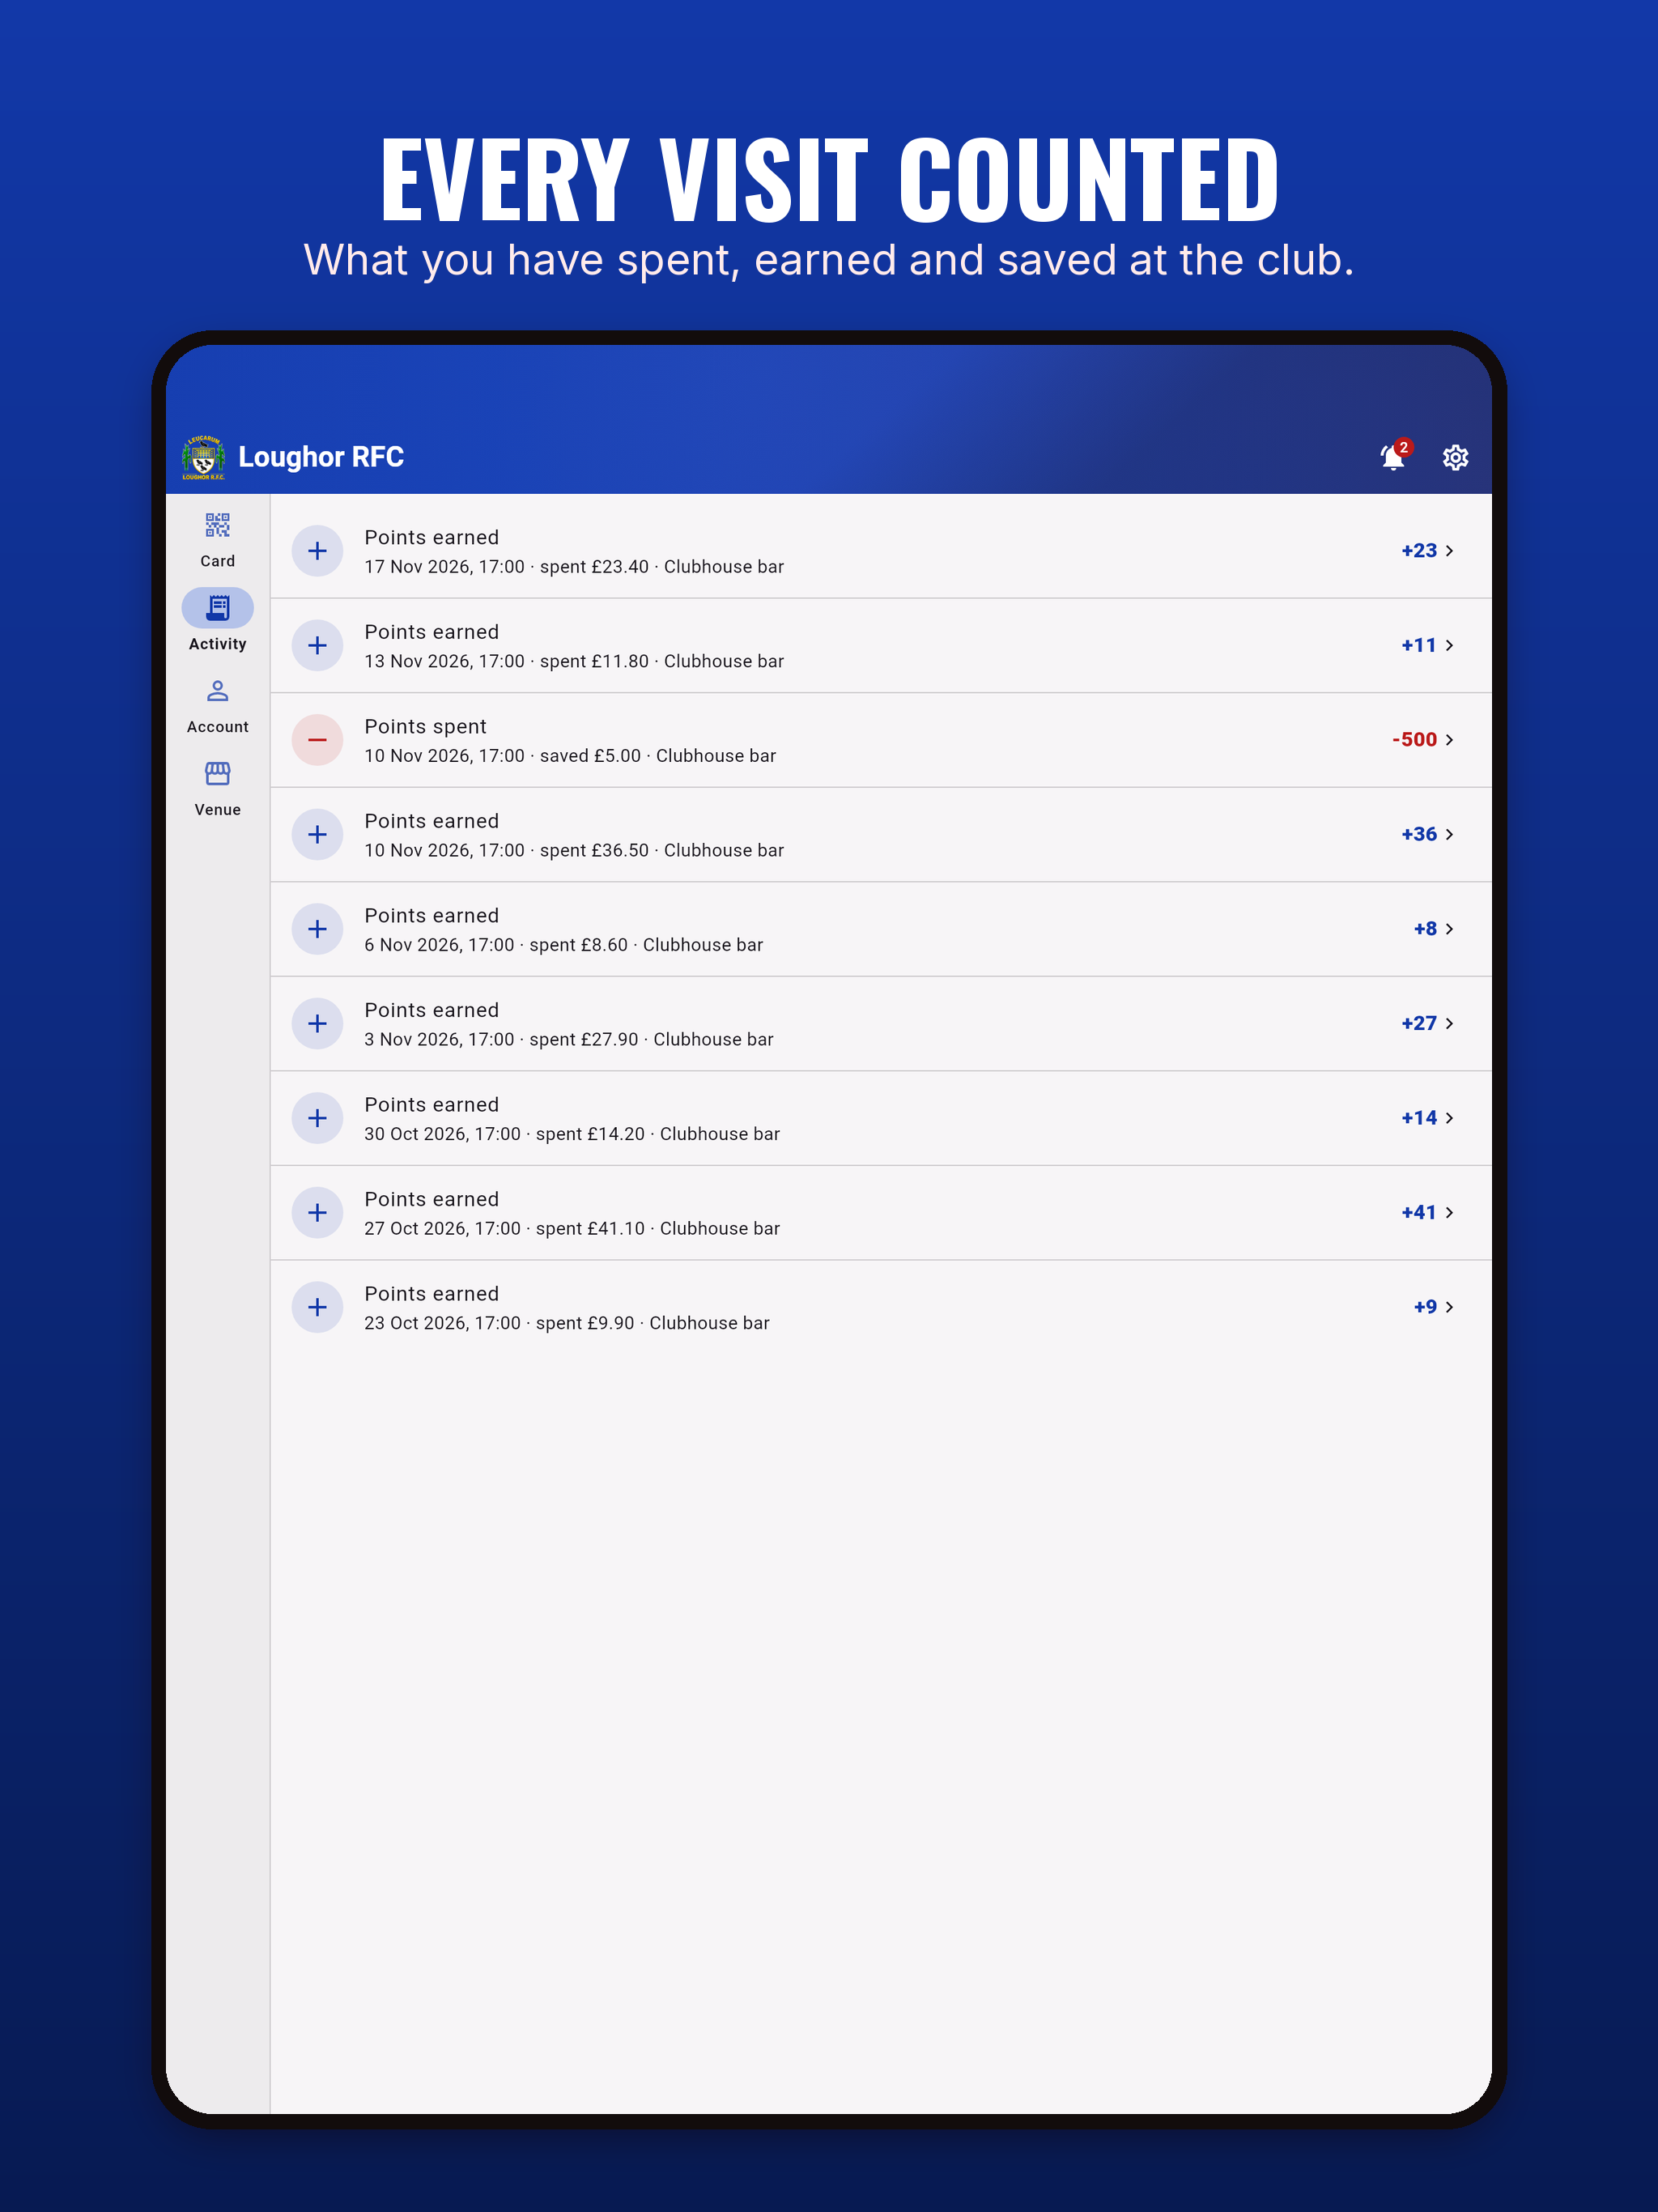 EVERY VISIT COUNTED
What you have spent, earned and saved at the club.
LEUCARUM
LOUGHOR R.F.C.
Loughor RFC
2
Card
Activity
Account
Venue
Points earned
17 Nov 2026, 17:00 · spent £23.40 · Clubhouse bar
+23
Points earned
13 Nov 2026, 17:00 · spent £11.80 · Clubhouse bar
+11
Points spent
10 Nov 2026, 17:00 · saved £5.00 · Clubhouse bar
-500
Points earned
10 Nov 2026, 17:00 · spent £36.50 · Clubhouse bar
+36
Points earned
6 Nov 2026, 17:00 · spent £8.60 · Clubhouse bar
+8
Points earned
3 Nov 2026, 17:00 · spent £27.90 · Clubhouse bar
+27
Points earned
30 Oct 2026, 17:00 · spent £14.20 · Clubhouse bar
+14
Points earned
27 Oct 2026, 17:00 · spent £41.10 · Clubhouse bar
+41
Points earned
23 Oct 2026, 17:00 · spent £9.90 · Clubhouse bar
+9